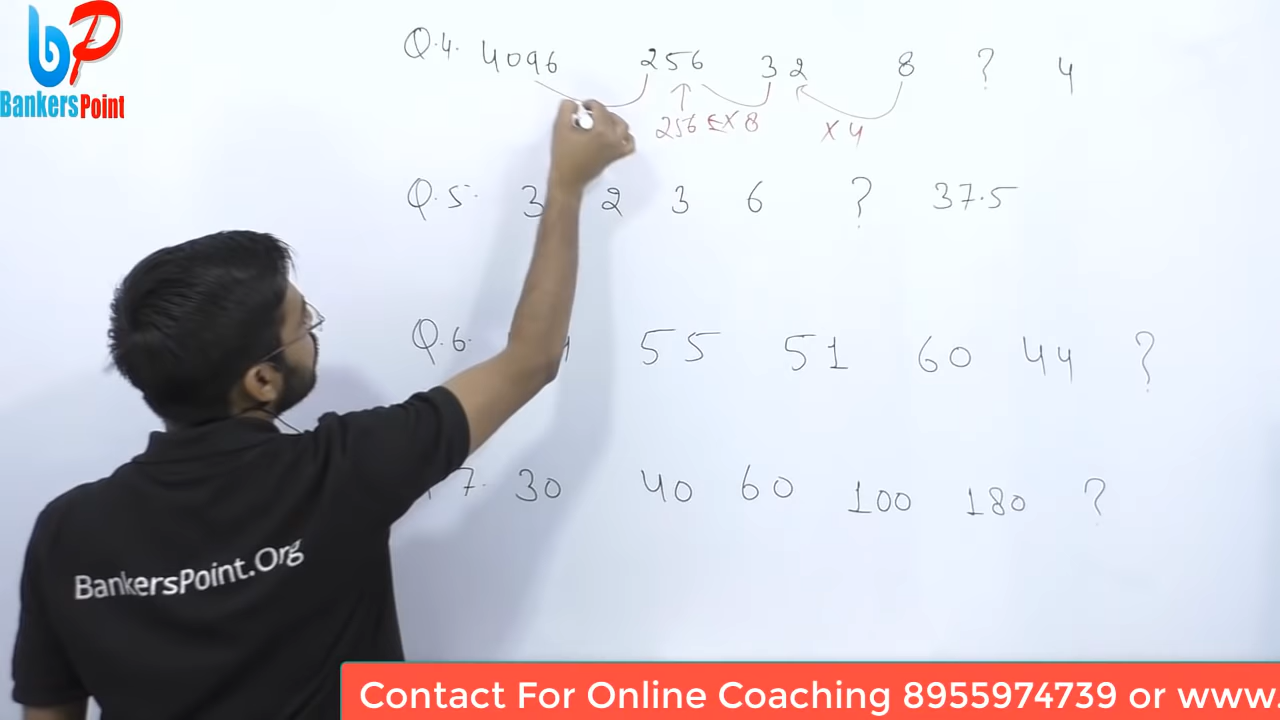 bP
BankersPoint
Q.4. 4096 256 32 8 ? 4
256 ×8 ×4
Q.5. 3 2 3 6 ? 37.5
Q.6. 55 51 60 44 ?
7. 30 40 60 100 180 ?
BankersPoint.Org
Contact For Online Coaching 8955974739 or www.